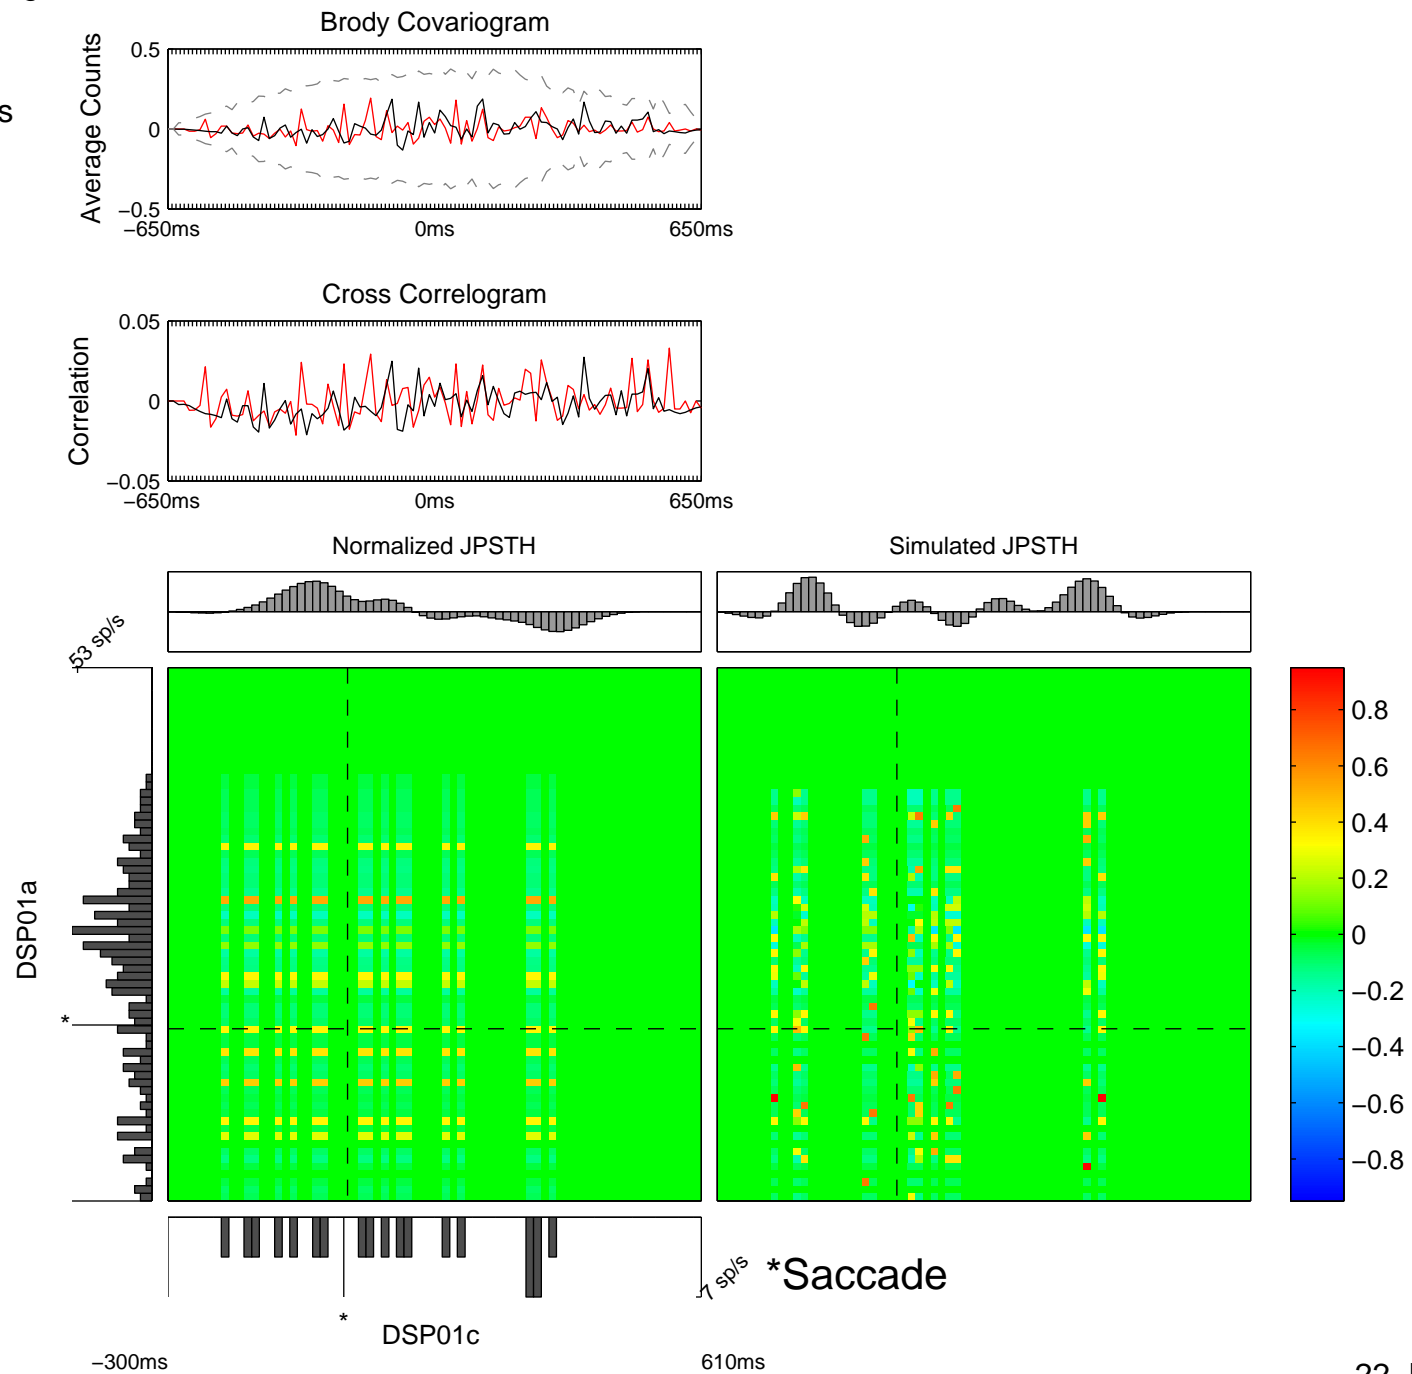 s
Brody Covariogram
Average Counts
0.5
0
−0.5
−650ms 0ms 650ms
Cross Correlogram
Correlation
0.05
0
−0.05
−650ms 0ms 650ms
Normalized JPSTH Simulated JPSTH
53 sp/s
DSP01a
*
0.8
0.6
0.4
0.2
0
−0.2
−0.4
−0.6
−0.8
7 sp/s
*Saccade
*
DSP01c
−300ms 610ms